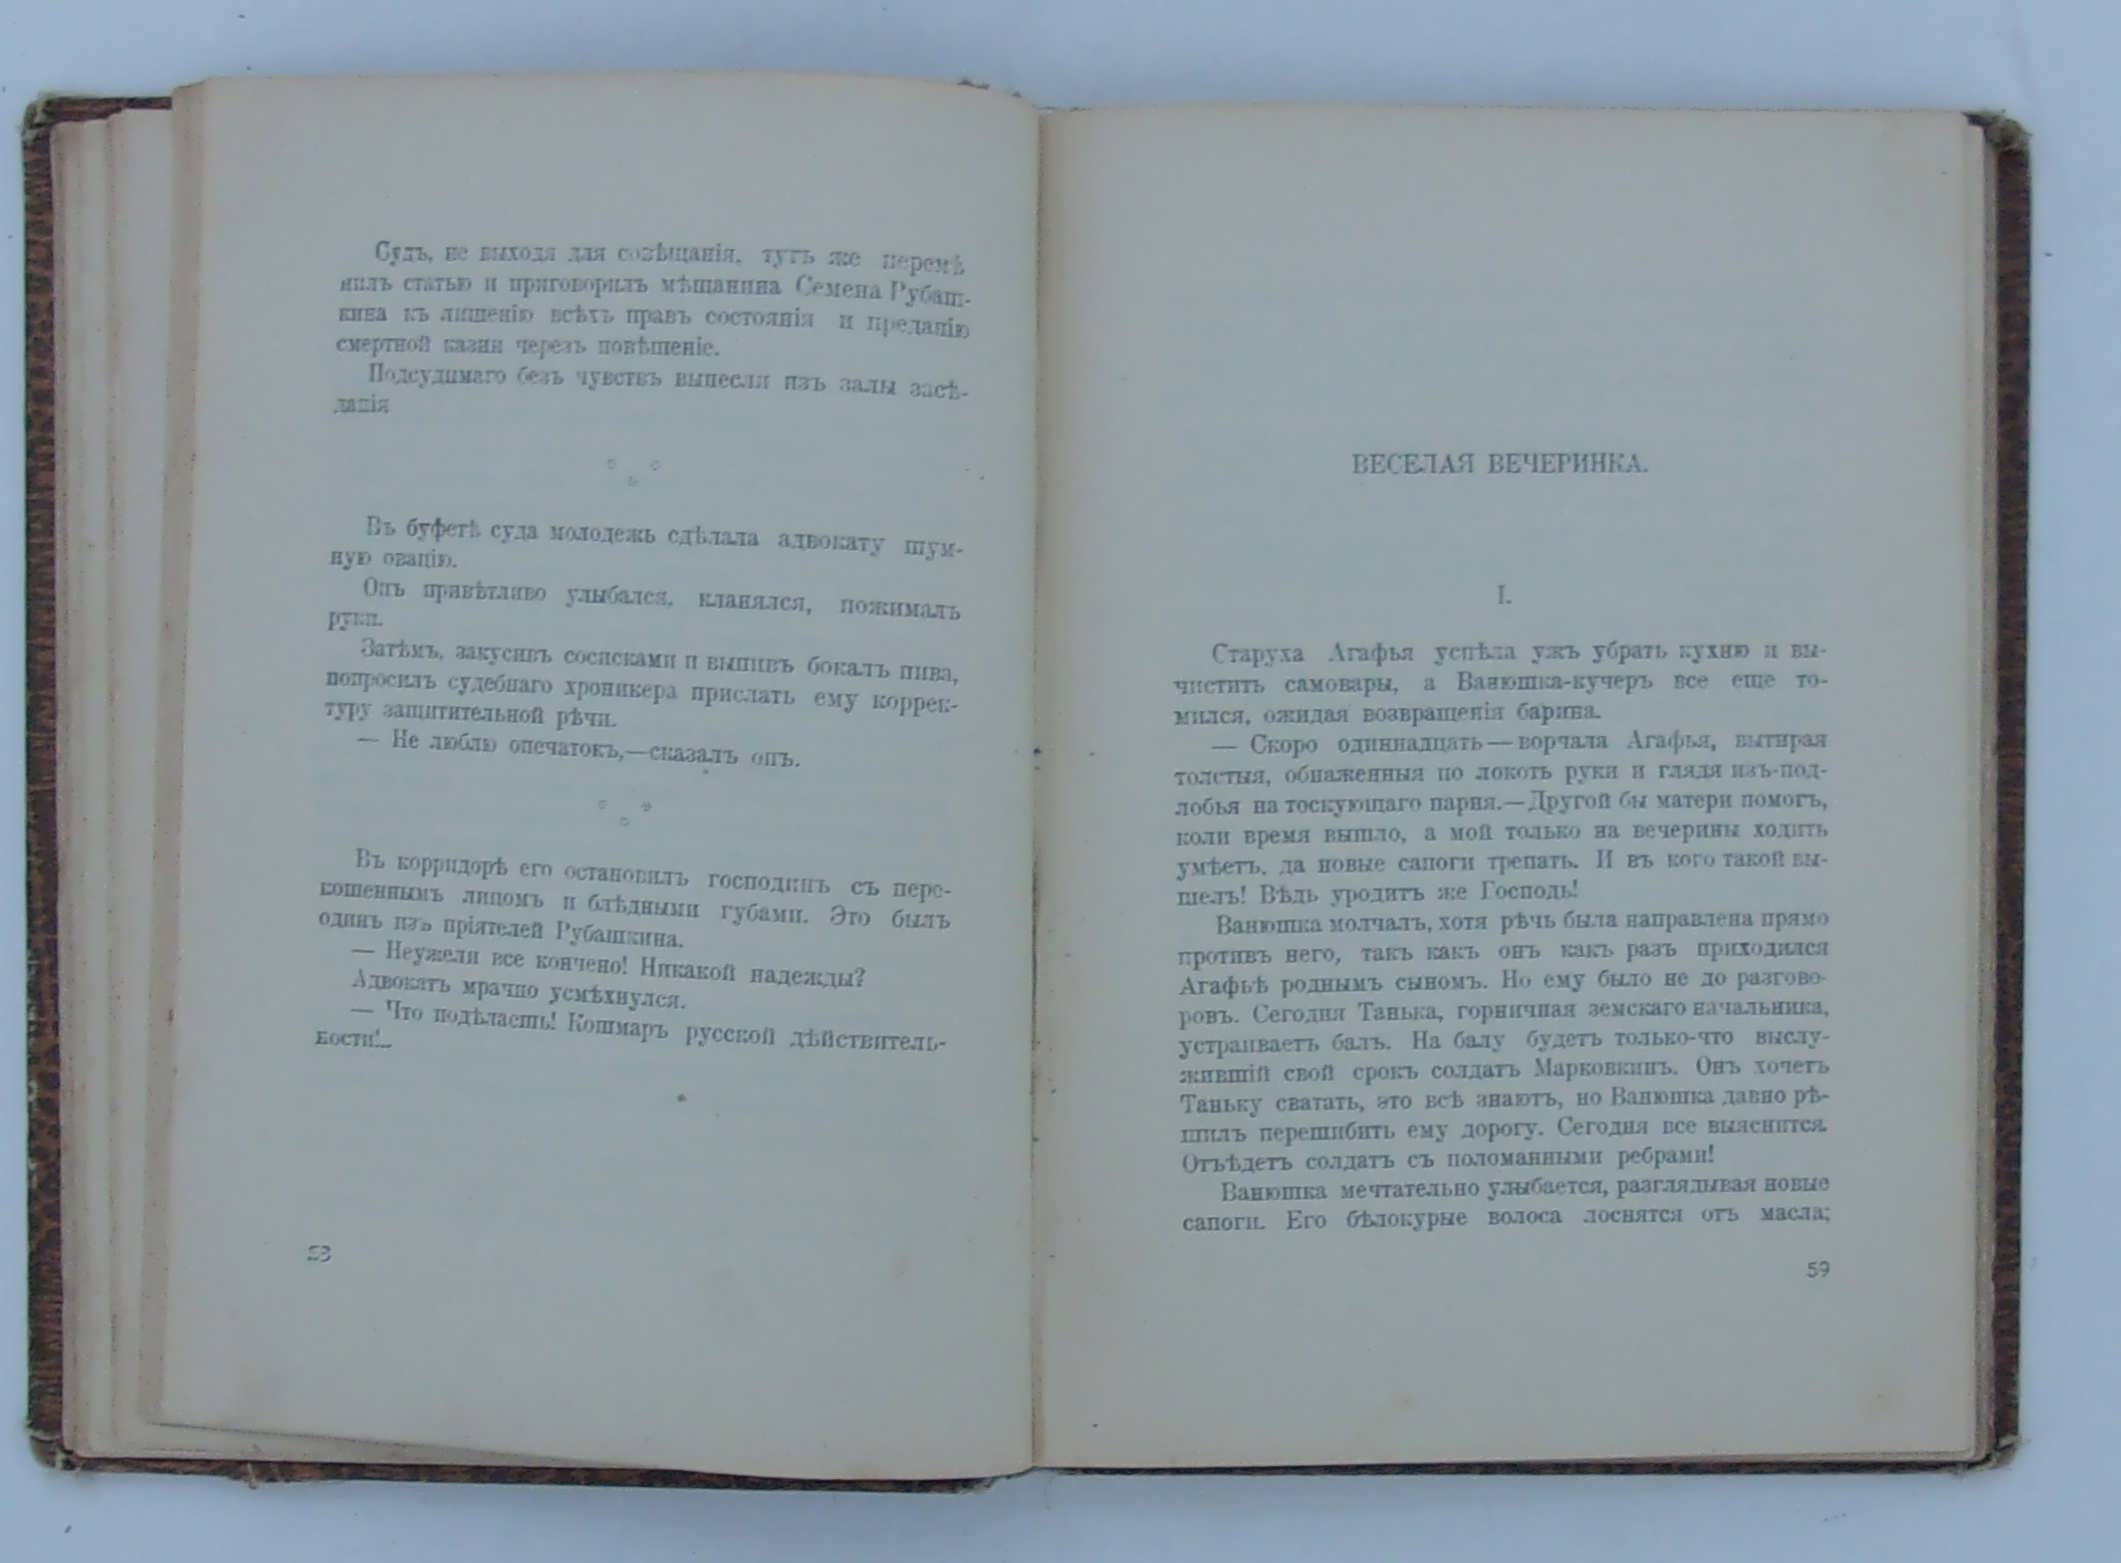 Судъ, не выходя для совѣщанія, тутъ же перемѣ
нилъ статью и приговорилъ мѣщанина Семена Рубаш-
кина къ лишенію всѣхъ правъ состоянія и преданію
смертной казни черезъ повѣшеніе.
Подсудимаго безъ чувствъ вынесли изъ залы засѣ-
данія
Въ буфетѣ суда молодежь сдѣлала адвокату шум-
ную овацію.
Онъ привѣтливо улыбался, кланялся, пожималъ
руки.
Затѣмъ, закусивъ сосисками и выпивъ бокалъ пива,
попросилъ судебнаго хроникера прислать ему коррек-
туру защитительной рѣчи.
— Не люблю опечатокъ,—сказалъ онъ.
Въ корридорѣ его остановилъ господинъ съ пере-
кошеннымъ лицомъ и блѣдными губами. Это былъ
одинъ изъ пріятелей Рубашкина.
— Неужели все кончено! Никакой надежды?
Адвокатъ мрачно усмѣхнулся.
— Что подѣлаешь! Кошмаръ русской дѣйствитель-
ности!..
58
ВЕСЕЛАЯ ВЕЧЕРИНКА.
I.
Старуха Агафья успѣла ужъ убрать кухню и вы-
чистить самовары, а Ванюшка-кучеръ все еще то-
мился, ожидая возвращенія барина.
— Скоро одиннадцать—ворчала Агафья, вытирая
толстыя, обнаженныя по локоть руки и глядя изъ-под-
лобья на тоскующаго парня.—Другой бы матери помогъ,
коли время вышло, а мой только на вечерины ходить
умѣетъ, да новые сапоги трепать. И въ кого такой вы-
шелъ! Вѣдь уродитъ же Господь!
Ванюшка молчалъ, хотя рѣчь была направлена прямо
противъ него, такъ какъ онъ какъ разъ приходился
Агафьѣ роднымъ сыномъ. Но ему было не до разгово-
ровъ. Сегодня Танька, горничная земскаго начальника,
устраиваетъ балъ. На балу будетъ только-что выслу-
жившій свой срокъ солдатъ Марковкинъ. Онъ хочетъ
Таньку сватать, это всѣ знаютъ, но Ванюшка давно рѣ-
шилъ перешибить ему дорогу. Сегодня все выяснится.
Отъѣдетъ солдатъ съ поломанными ребрами!
Ванюшка мечтательно улыбается, разглядывая новые
сапоги. Его бѣлокурые волоса лоснятся отъ масла;
59